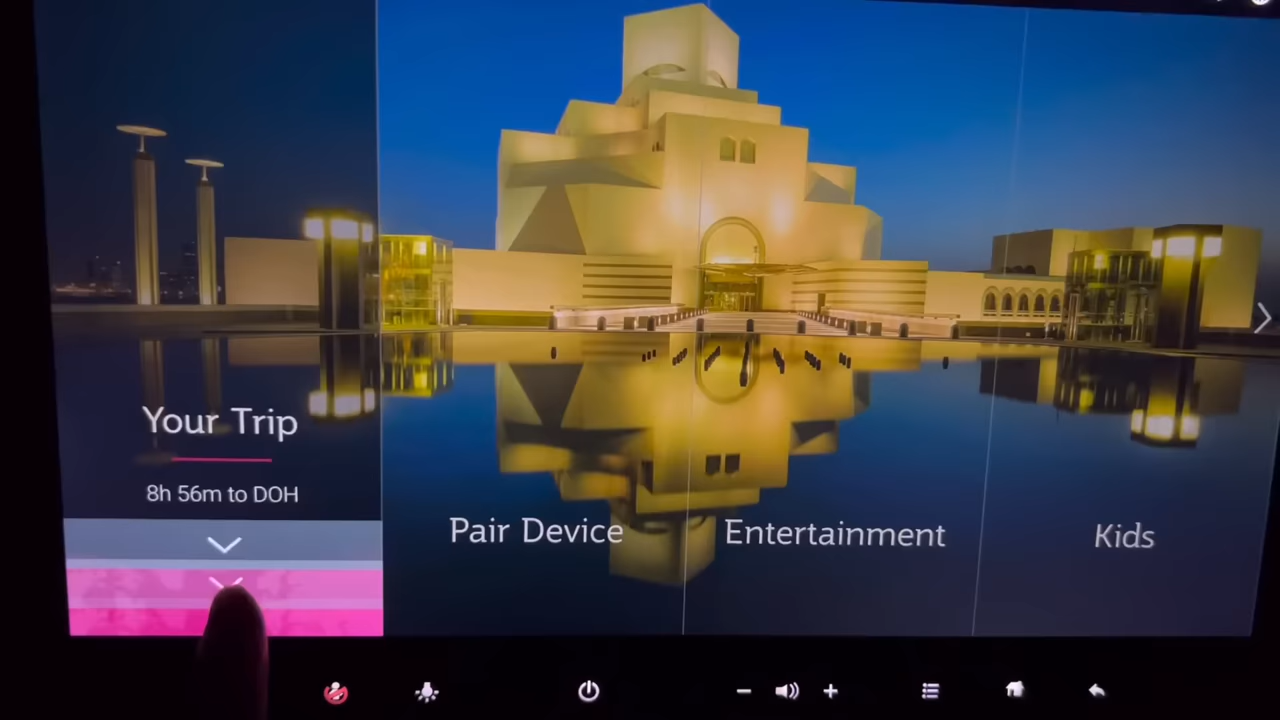 Your Trip
8h 56m to DOH
Pair Device
Entertainment
Kids